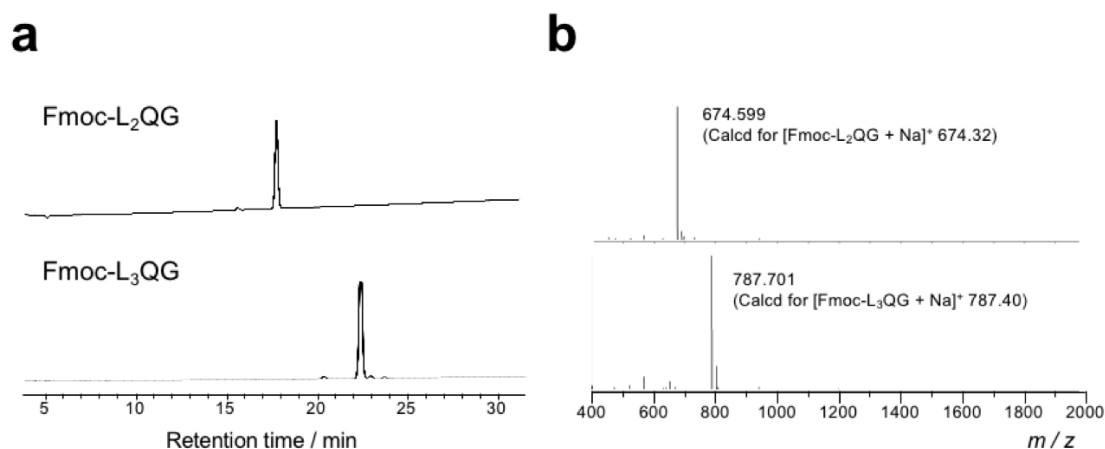 a
Fmoc-L₂QG
Fmoc-L₃QG
5 10 15 20 25 30
Retention time / min
b
674.599
(Calcd for [Fmoc-L₂QG + Na]⁺ 674.32)
787.701
(Calcd for [Fmoc-L₃QG + Na]⁺ 787.40)
400 600 800 1000 1200 1400 1600 1800 2000
m / z